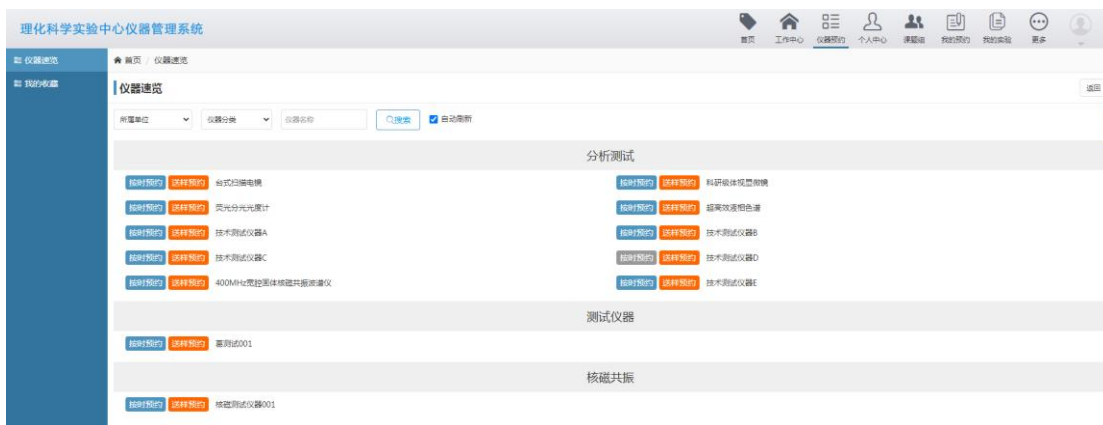 理化科学实验中心仪器管理系统
首页 工作中心 仪器预约 个人中心 课题组 我的预约 我的实验 更多
仪器速览
首页 / 仪器速览
我的收藏
仪器速览 返回
所属单位 仪器分类 仪器名称 搜索 自动刷新
分析测试
按时预约 送样预约 台式扫描电镜 按时预约 送样预约 科研级体视显微镜
按时预约 送样预约 荧光分光光度计 按时预约 送样预约 超高效液相色谱
按时预约 送样预约 技术测试仪器A 按时预约 送样预约 技术测试仪器B
按时预约 送样预约 技术测试仪器C 按时预约 送样预约 技术测试仪器D
按时预约 送样预约 400MHz宽腔固体核磁共振波谱仪 按时预约 送样预约 技术测试仪器E
测试仪器
按时预约 送样预约 基测试001
核磁共振
按时预约 送样预约 核磁测试仪器001